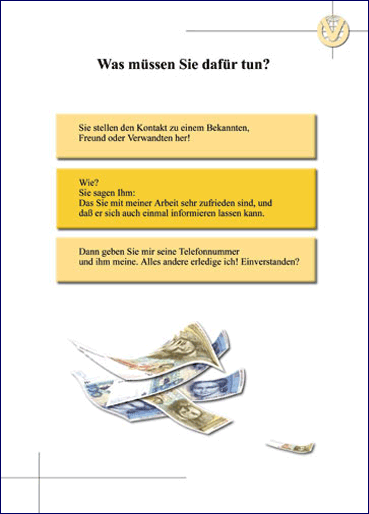 Was müssen Sie dafür tun?
Sie stellen den Kontakt zu einem Bekannten,
Freund oder Verwandten her!
Wie?
Sie sagen Ihm:
Das Sie mit meiner Arbeit sehr zufrieden sind, und
daß er sich auch einmal informieren lassen kann.
Dann geben Sie mir seine Telefonnummer
und ihm meine. Alles andere erledige ich! Einverstanden?